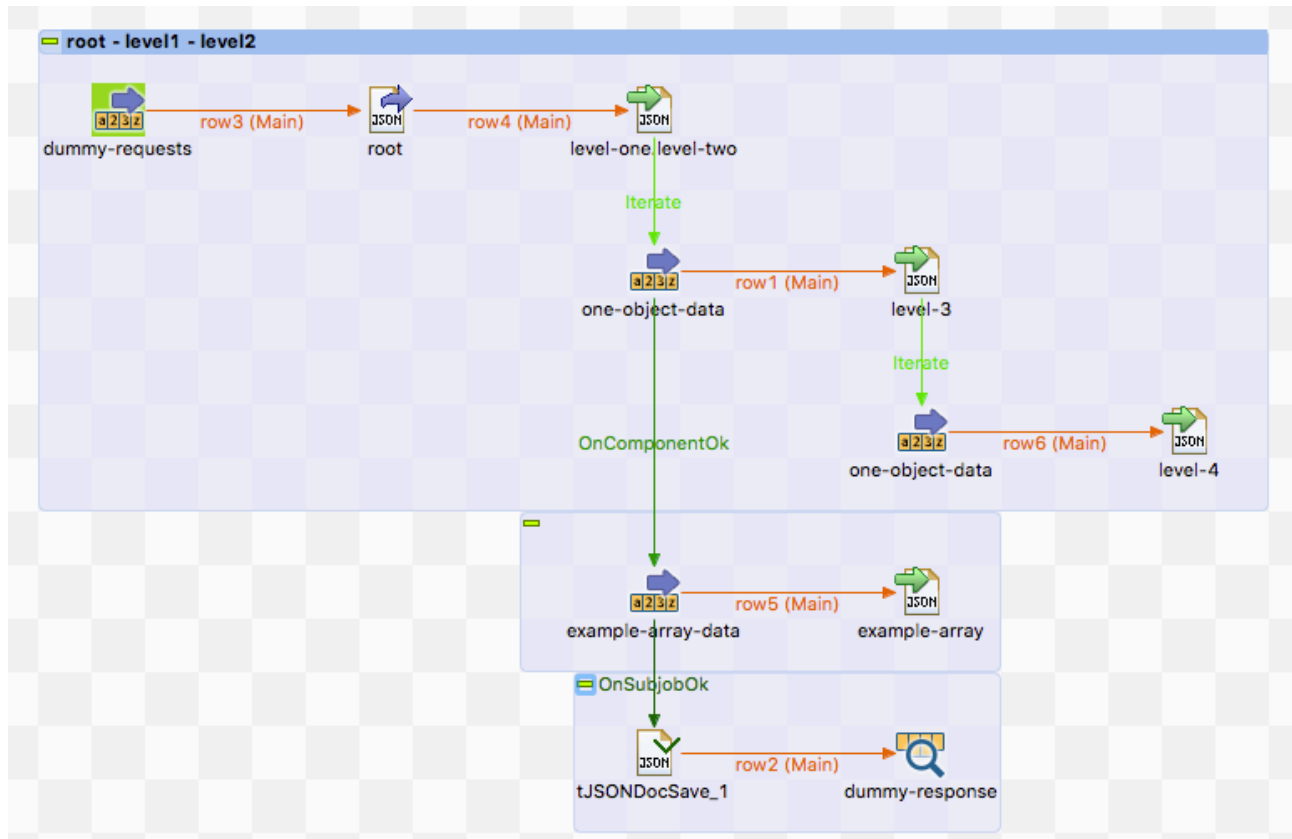 root - level1 - level2
a23z row3 (Main) JSON row4 (Main) JSON
dummy-requests root level-one.level-two
Iterate
a23z row1 (Main) JSON
one-object-data level-3
Iterate
OnComponentOk a23z row6 (Main) JSON
one-object-data level-4
a23z row5 (Main) JSON
example-array-data example-array
OnSubjobOk
JSON row2 (Main)
tJSONDocSave_1 dummy-response